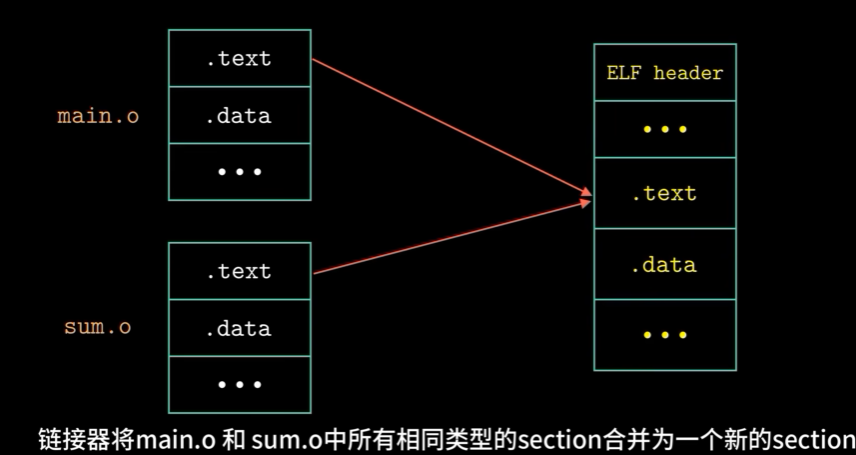 main.o
.text
.data
•••
sum.o
.text
.data
•••
ELF header
•••
.text
.data
•••
链接器将main.o 和 sum.o中所有相同类型的section合并为一个新的section